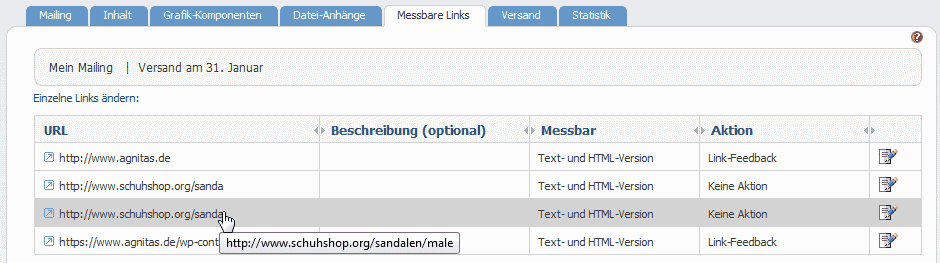 Mailing Inhalt Grafik-Komponenten Datei-Anhänge Messbare Links Versand Statistik
Mein Mailing | Versand am 31. Januar
Einzelne Links ändern:
URL Beschreibung (optional) Messbar Aktion
http://www.agnitas.de Text- und HTML-Version Link-Feedback
http://www.schuhshop.org/sanda Text- und HTML-Version Keine Aktion
http://www.schuhshop.org/sanda Text- und HTML-Version Keine Aktion
https://www.agnitas.de/wp-cont Text- und HTML-Version Link-Feedback
http://www.schuhshop.org/sandalen/male